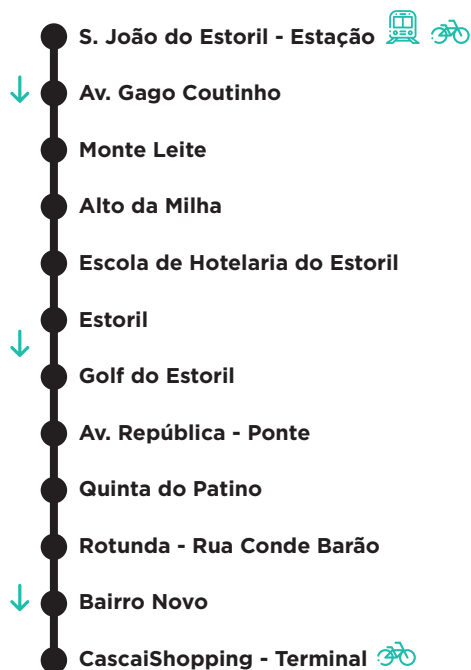 S. João do Estoril - Estação
Av. Gago Coutinho
Monte Leite
Alto da Milha
Escola de Hotelaria do Estoril
Estoril
Golf do Estoril
Av. República - Ponte
Quinta do Patino
Rotunda - Rua Conde Barão
Bairro Novo
CascaiShopping - Terminal